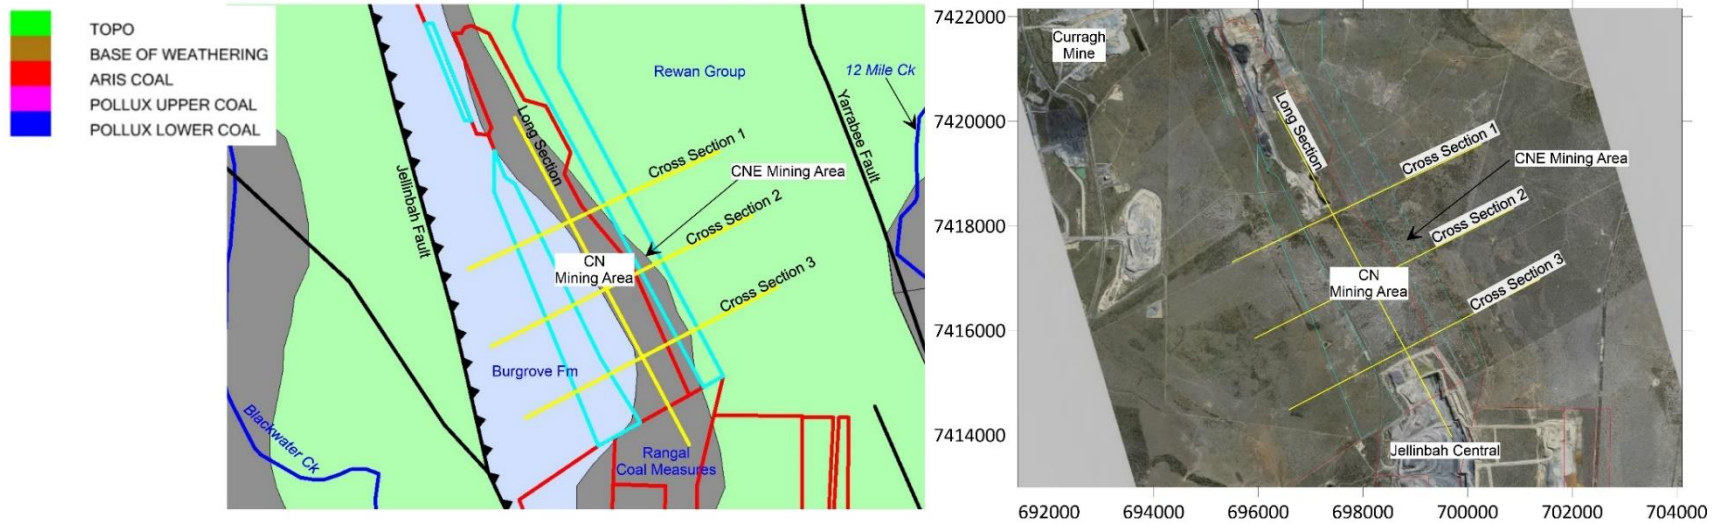 TOPO
BASE OF WEATHERING
ARIS COAL
POLLUX UPPER COAL
POLLUX LOWER COAL
Rewan Group
12 Mile Ck
Yarrabee Fault
Long Section
Cross Section 1
CNE Mining Area
Jellinbah Fault
Cross Section 2
CN
Mining Area
Cross Section 3
Burgrove Fm
Blackwater Ck
Rangal
Coal Measures
7422000
7420000
7418000
7416000
7414000
Curragh
Mine
Long Section
Cross Section 1
CNE Mining Area
Cross Section 2
CN
Mining Area
Cross Section 3
Jellinbah Central
692000
694000
696000
698000
700000
702000
704000